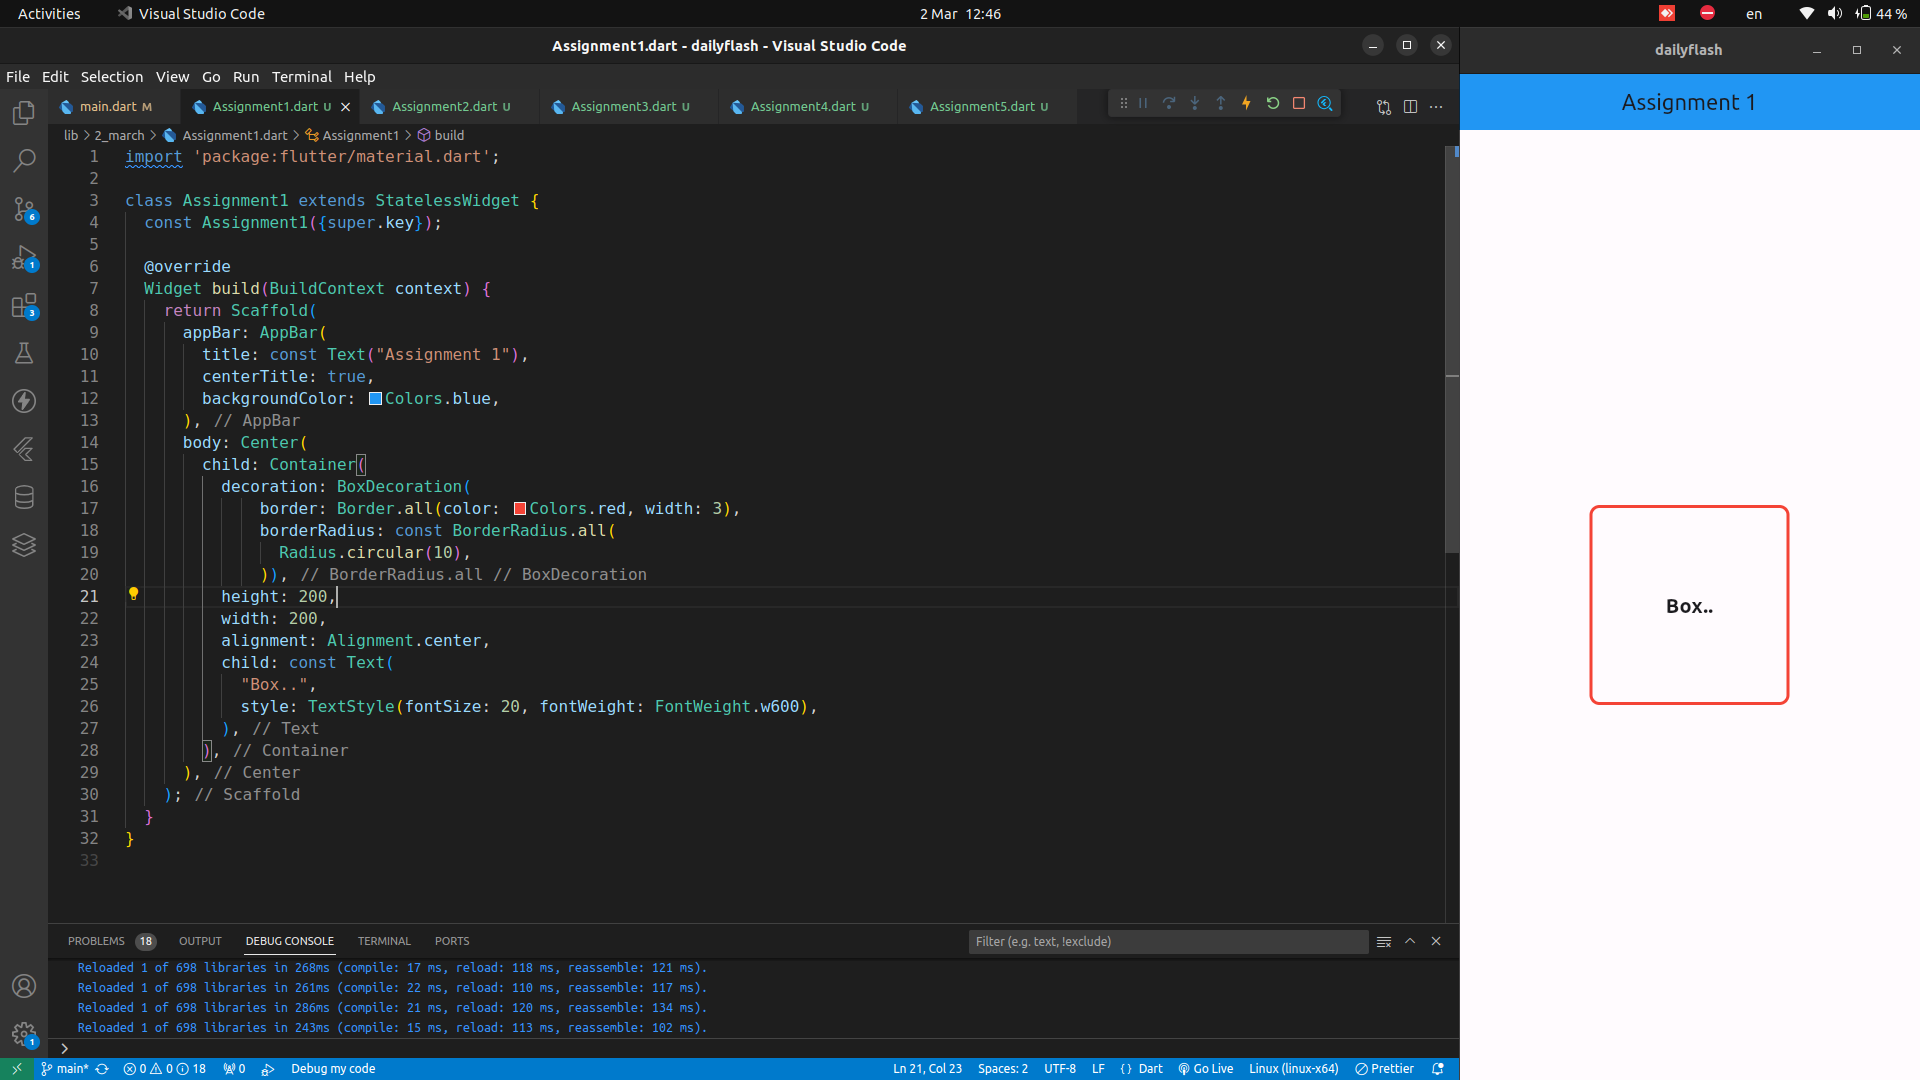 Activities Visual Studio Code 2 Mar 12:46 en 44 %
Assignment1.dart - dailyflash - Visual Studio Code
dailyflash
File Edit Selection View Go Run Terminal Help
main.dart M Assignment1.dart U Assignment2.dart U Assignment3.dart U Assignment4.dart U Assignment5.dart U
lib > 2_march > Assignment1.dart > Assignment1 > build
1 import 'package:flutter/material.dart';
2
3 class Assignment1 extends StatelessWidget {
4 const Assignment1({super.key});
5
6 @override
7 Widget build(BuildContext context) {
8 return Scaffold(
9 appBar: AppBar(
10 title: const Text("Assignment 1"),
11 centerTitle: true,
12 backgroundColor: Colors.blue,
13 ), // AppBar
14 body: Center(
15 child: Container(
16 decoration: BoxDecoration(
17 border: Border.all(color: Colors.red, width: 3),
18 borderRadius: const BorderRadius.all(
19 Radius.circular(10),
20 )), // BorderRadius.all // BoxDecoration
21 height: 200,
22 width: 200,
23 alignment: Alignment.center,
24 child: const Text(
25 "Box..",
26 style: TextStyle(fontSize: 20, fontWeight: FontWeight.w600),
27 ), // Text
28 ), // Container
29 ), // Center
30 ); // Scaffold
31 }
32 }
33
6
1
3
1
PROBLEMS 18 OUTPUT DEBUG CONSOLE TERMINAL PORTS Filter (e.g. text, !exclude)
Reloaded 1 of 698 libraries in 268ms (compile: 17 ms, reload: 118 ms, reassemble: 121 ms).
Reloaded 1 of 698 libraries in 261ms (compile: 22 ms, reload: 110 ms, reassemble: 117 ms).
Reloaded 1 of 698 libraries in 286ms (compile: 21 ms, reload: 120 ms, reassemble: 134 ms).
Reloaded 1 of 698 libraries in 243ms (compile: 15 ms, reload: 113 ms, reassemble: 102 ms).
>
main* 0 0 18 0 Debug my code Ln 21, Col 23 Spaces: 2 UTF-8 LF {} Dart Go Live Linux (linux-x64) Prettier
Assignment 1
Box..